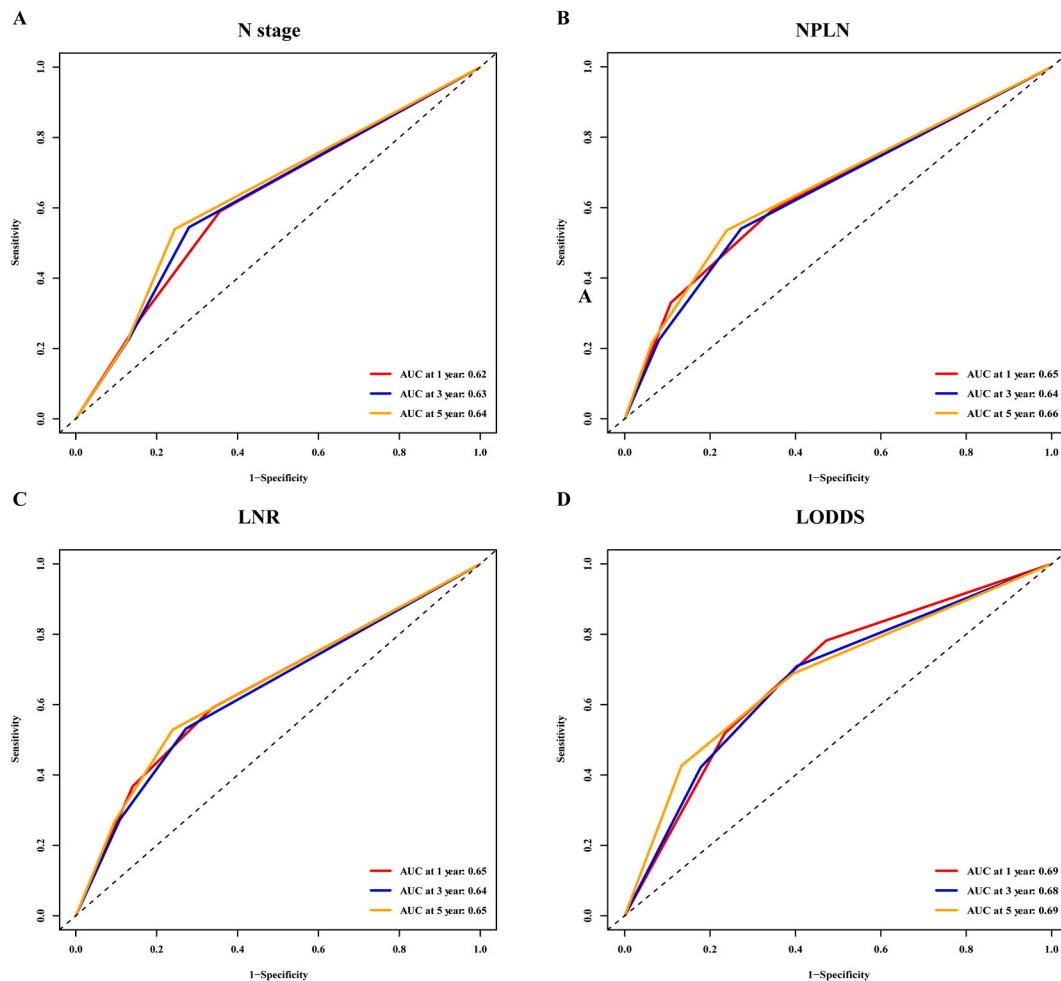 A
N stage
1.0
0.8
0.6
0.4
0.2
0.0
Sensitivity
AUC at 1 year: 0.62
AUC at 3 year: 0.63
AUC at 5 year: 0.64
0.0 0.2 0.4 0.6 0.8 1.0
1−Specificity
B
NPLN
1.0
0.8
0.6
0.4
0.2
0.0
Sensitivity
A
AUC at 1 year: 0.65
AUC at 3 year: 0.64
AUC at 5 year: 0.66
0.0 0.2 0.4 0.6 0.8 1.0
1−Specificity
C
LNR
1.0
0.8
0.6
0.4
0.2
0.0
Sensitivity
AUC at 1 year: 0.65
AUC at 3 year: 0.64
AUC at 5 year: 0.65
0.0 0.2 0.4 0.6 0.8 1.0
1−Specificity
D
LODDS
1.0
0.8
0.6
0.4
0.2
0.0
Sensitivity
AUC at 1 year: 0.69
AUC at 3 year: 0.68
AUC at 5 year: 0.69
0.0 0.2 0.4 0.6 0.8 1.0
1−Specificity